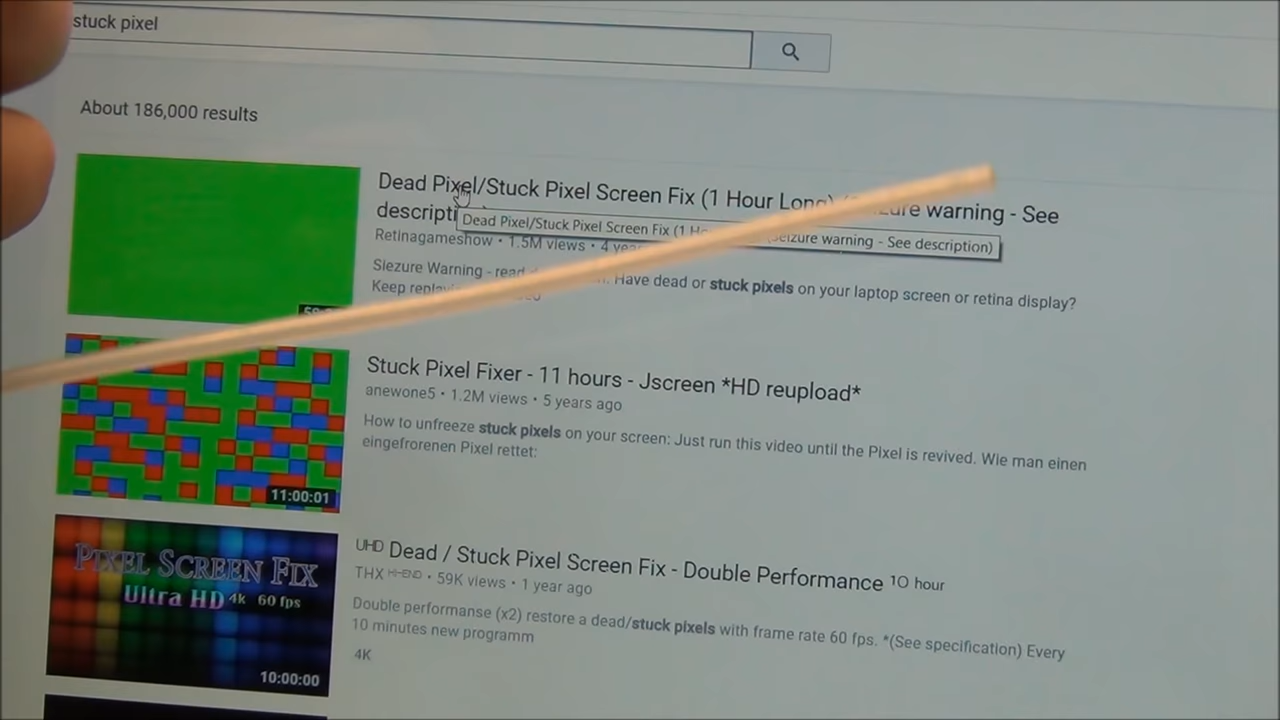 stuck pixel
About 186,000 results
Dead Pixel/Stuck Pixel Screen Fix (1 Hour Long) warning - See
Dead Pixel/Stuck Pixel Screen Fix (1 (Seizure warning - See description)
Retinagameshow • 1.5M views • 4
Siezure Warning - read Have dead or stuck pixels on your laptop screen or retina display?
Keep
Stuck Pixel Fixer - 11 hours - Jscreen *HD reupload*
anewone5 • 1.2M views • 5 years ago
How to unfreeze stuck pixels on your screen: Just run this video until the Pixel is revived. Wie man einen
eingefrorenen Pixel rettet:
11:00:01
UHD Dead / Stuck Pixel Screen Fix - Double Performance 10 hour
THX HI-END • 59K views • 1 year ago
Double performanse (x2) restore a dead/stuck pixels with frame rate 60 fps. *(See specification) Every
10 minutes new programm
4K
Pixel Screen Fix
Ultra HD 4k 60 fps
10:00:00